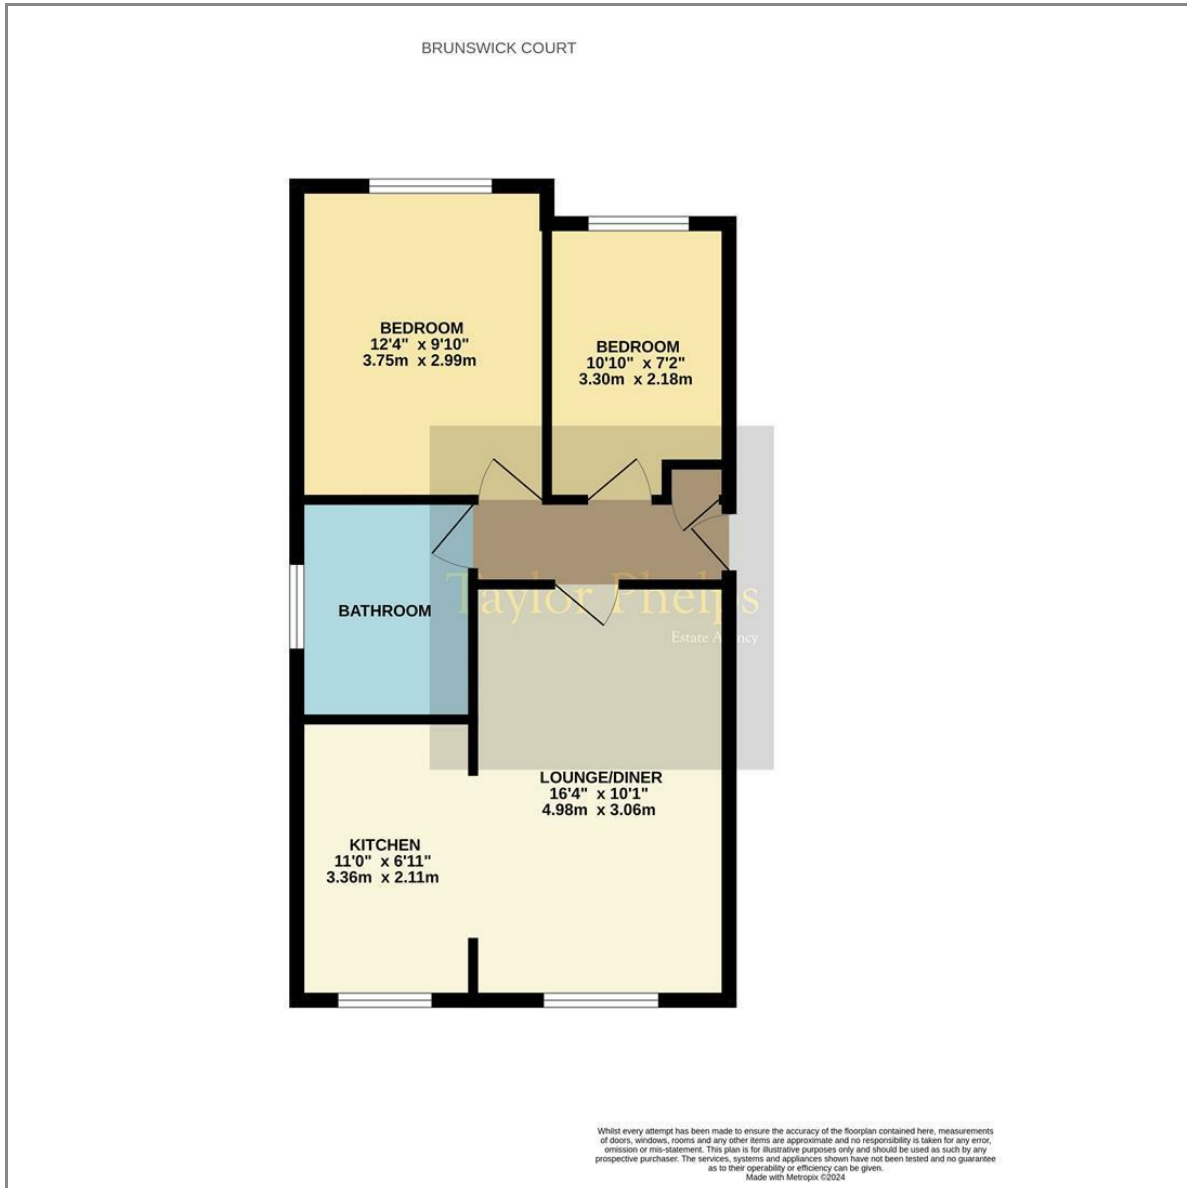 BRUNSWICK COURT
BEDROOM
12'4" x 9'10"
3.75m x 2.99m
BEDROOM
10'10" x 7'2"
3.30m x 2.18m
Taylor Phelps
Estate Agency
BATHROOM
LOUNGE/DINER
16'4" x 10'1"
4.98m x 3.06m
KITCHEN
11'0" x 6'11"
3.36m x 2.11m
Whilst every attempt has been made to ensure the accuracy of the floorplan contained here, measurements
of doors, windows, rooms and any other items are approximate and no responsibility is taken for any error,
omission or mis-statement. This plan is for illustrative purposes only and should be used as such by any
prospective purchaser. The services, systems and appliances shown have not been tested and no guarantee
as to their operability or efficiency can be given.
Made with Metropix ©2024